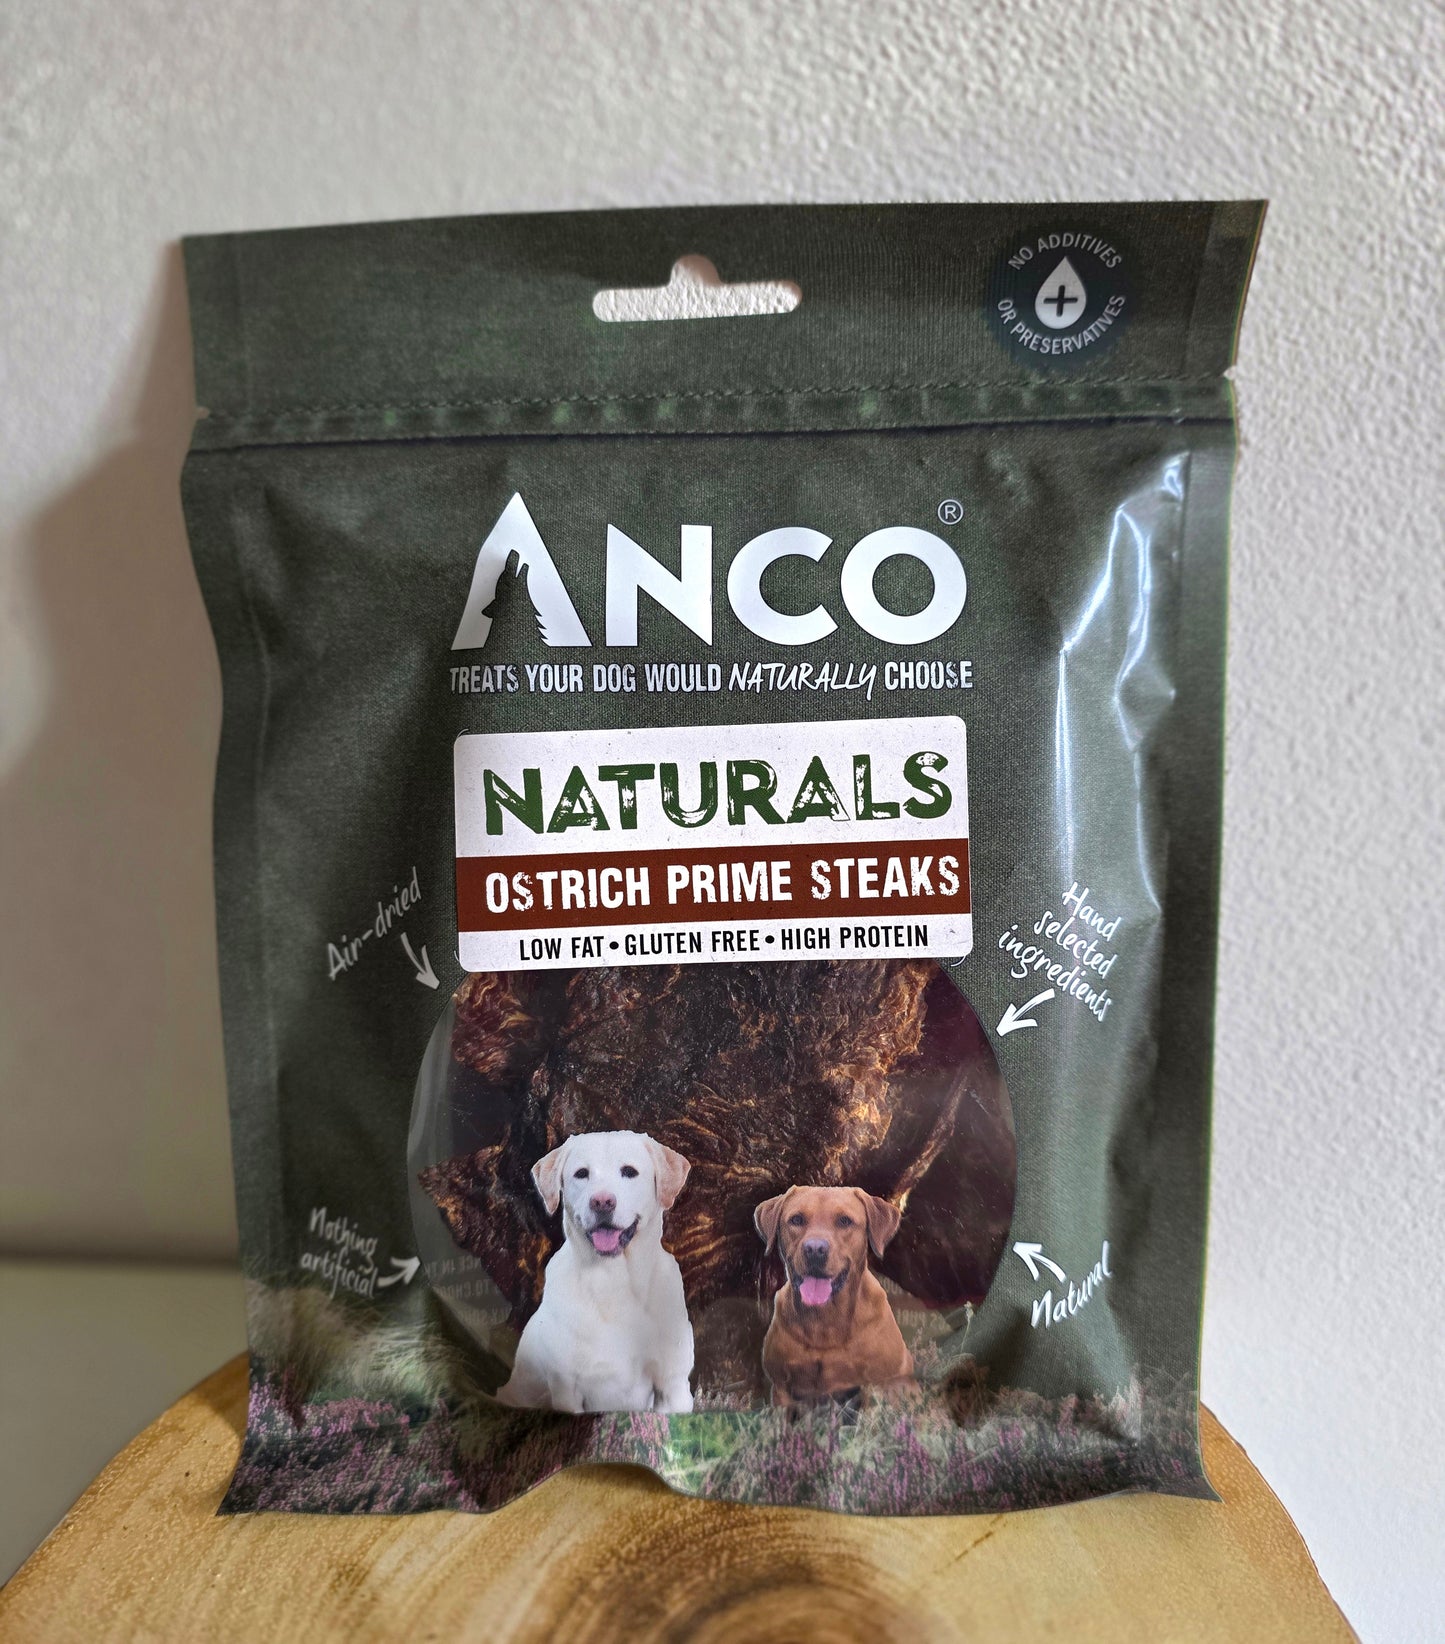 NO ADDITIVES
OR PRESERVATIVES
ANCO®
TREATS YOUR DOG WOULD NATURALLY CHOOSE
NATURALS
OSTRICH PRIME STEAKS
LOW FAT • GLUTEN FREE • HIGH PROTEIN
Air-dried
Hand
selected
ingredients
Nothing
artificial
Natural